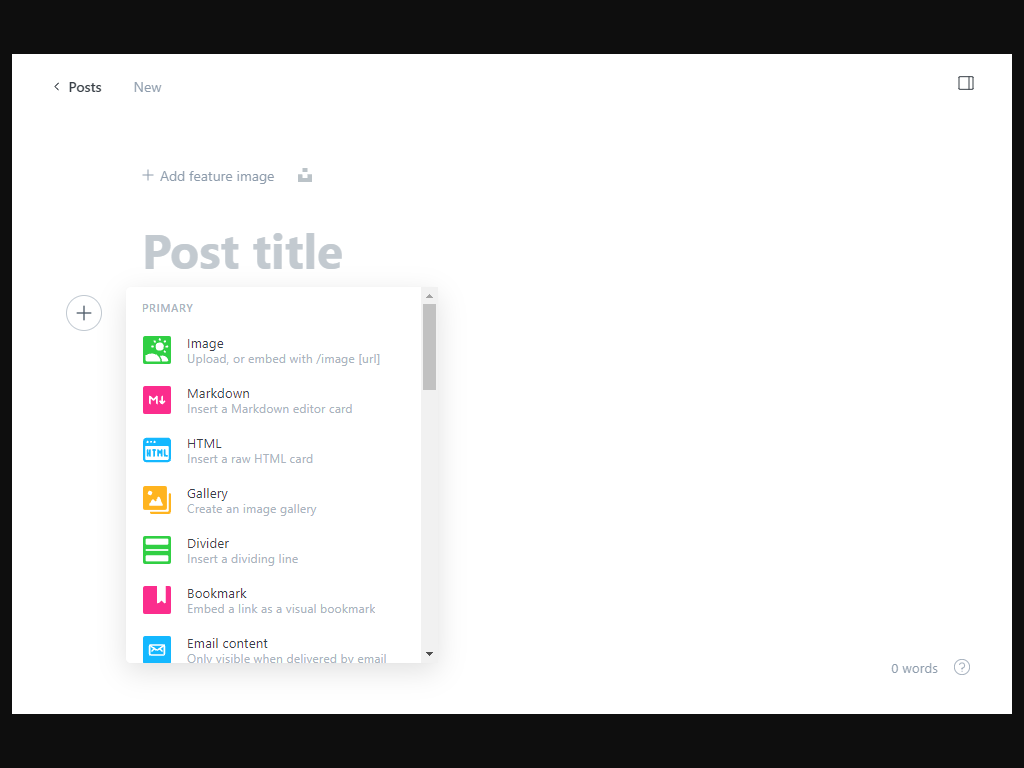 Posts
New
+ Add feature image
Post title
PRIMARY
Image
Upload, or embed with /image [url]
M↓
Markdown
Insert a Markdown editor card
HTML
HTML
Insert a raw HTML card
Gallery
Create an image gallery
Divider
Insert a dividing line
Bookmark
Embed a link as a visual bookmark
Email content
Only visible when delivered by email
0 words
?